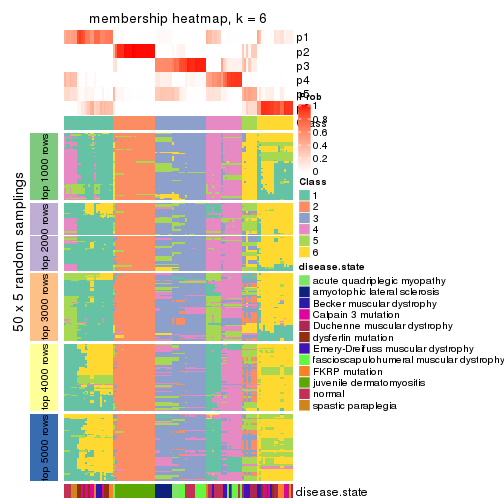 membership heatmap, k = 6
p1
p2
p3
p4
p5
Prob
1
0.8
0.6
0.4
0.2
0
Class
1
2
3
4
5
6
disease.state
acute quadriplegic myopathy
amyotrophic lateral sclerosis
Becker muscular dystrophy
Calpain 3 mutation
Duchenne muscular dystrophy
dysferlin mutation
Emery-Dreifuss muscular dystrophy
fascioscapulohumeral muscular dystrophy
FKRP mutation
juvenile dermatomyositis
normal
spastic paraplegia
50 x 5 random samplings
top 1000 rows
top 2000 rows
top 3000 rows
top 4000 rows
top 5000 rows
disease.state